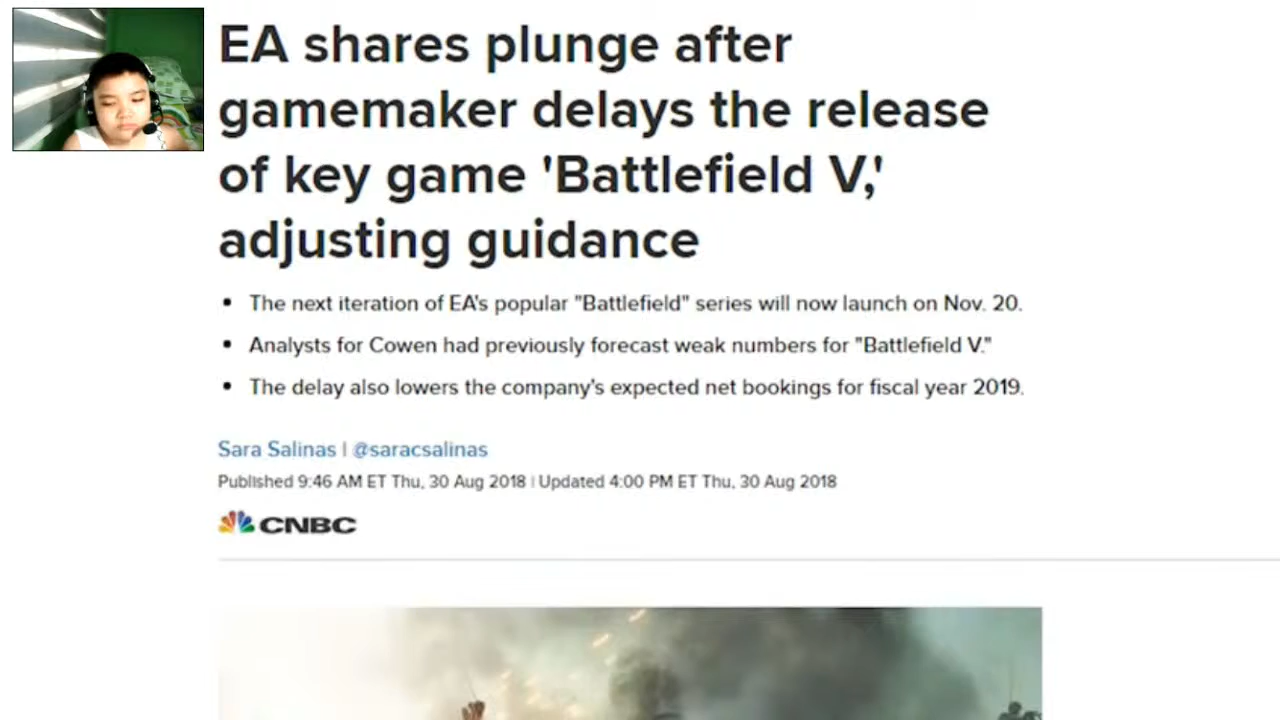 EA shares plunge after
gamemaker delays the release
of key game 'Battlefield V,'
adjusting guidance
• The next iteration of EA's popular "Battlefield" series will now launch on Nov. 20.
• Analysts for Cowen had previously forecast weak numbers for "Battlefield V."
• The delay also lowers the company's expected net bookings for fiscal year 2019.
Sara Salinas | @saracsalinas
Published 9:46 AM ET Thu, 30 Aug 2018 | Updated 4:00 PM ET Thu, 30 Aug 2018
CNBC